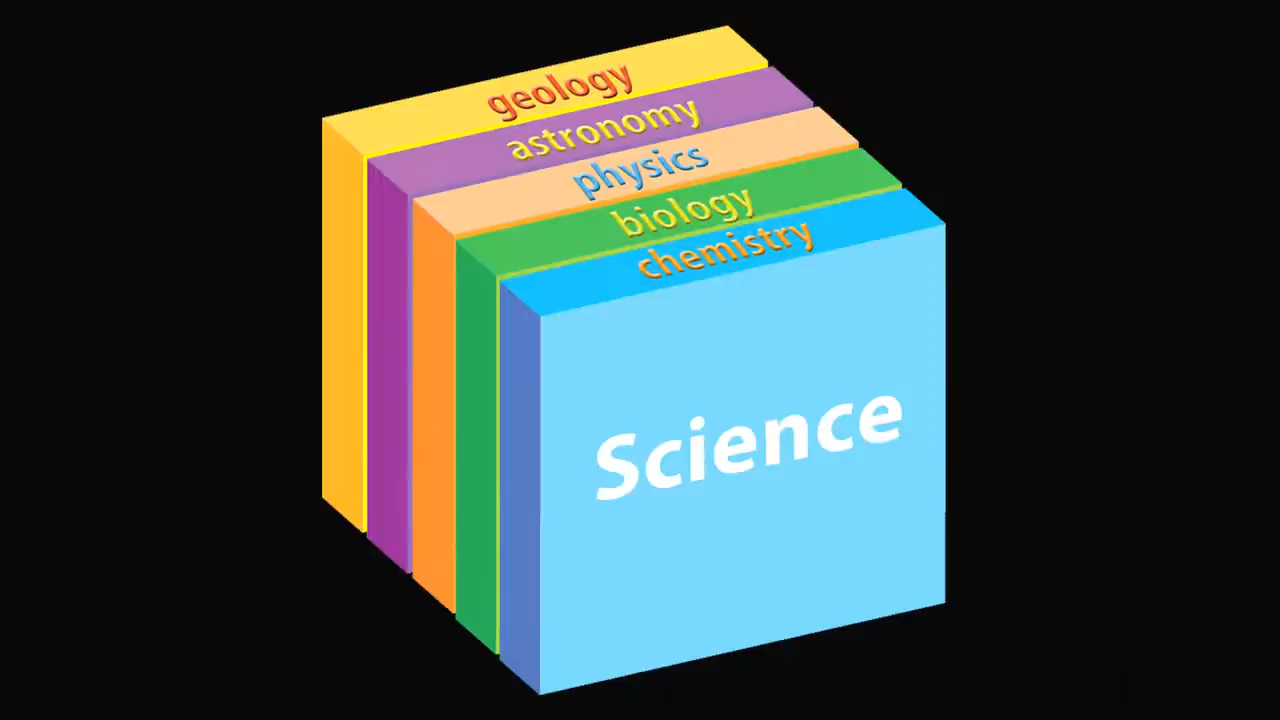 geology
astronomy
physics
biology
chemistry
Science